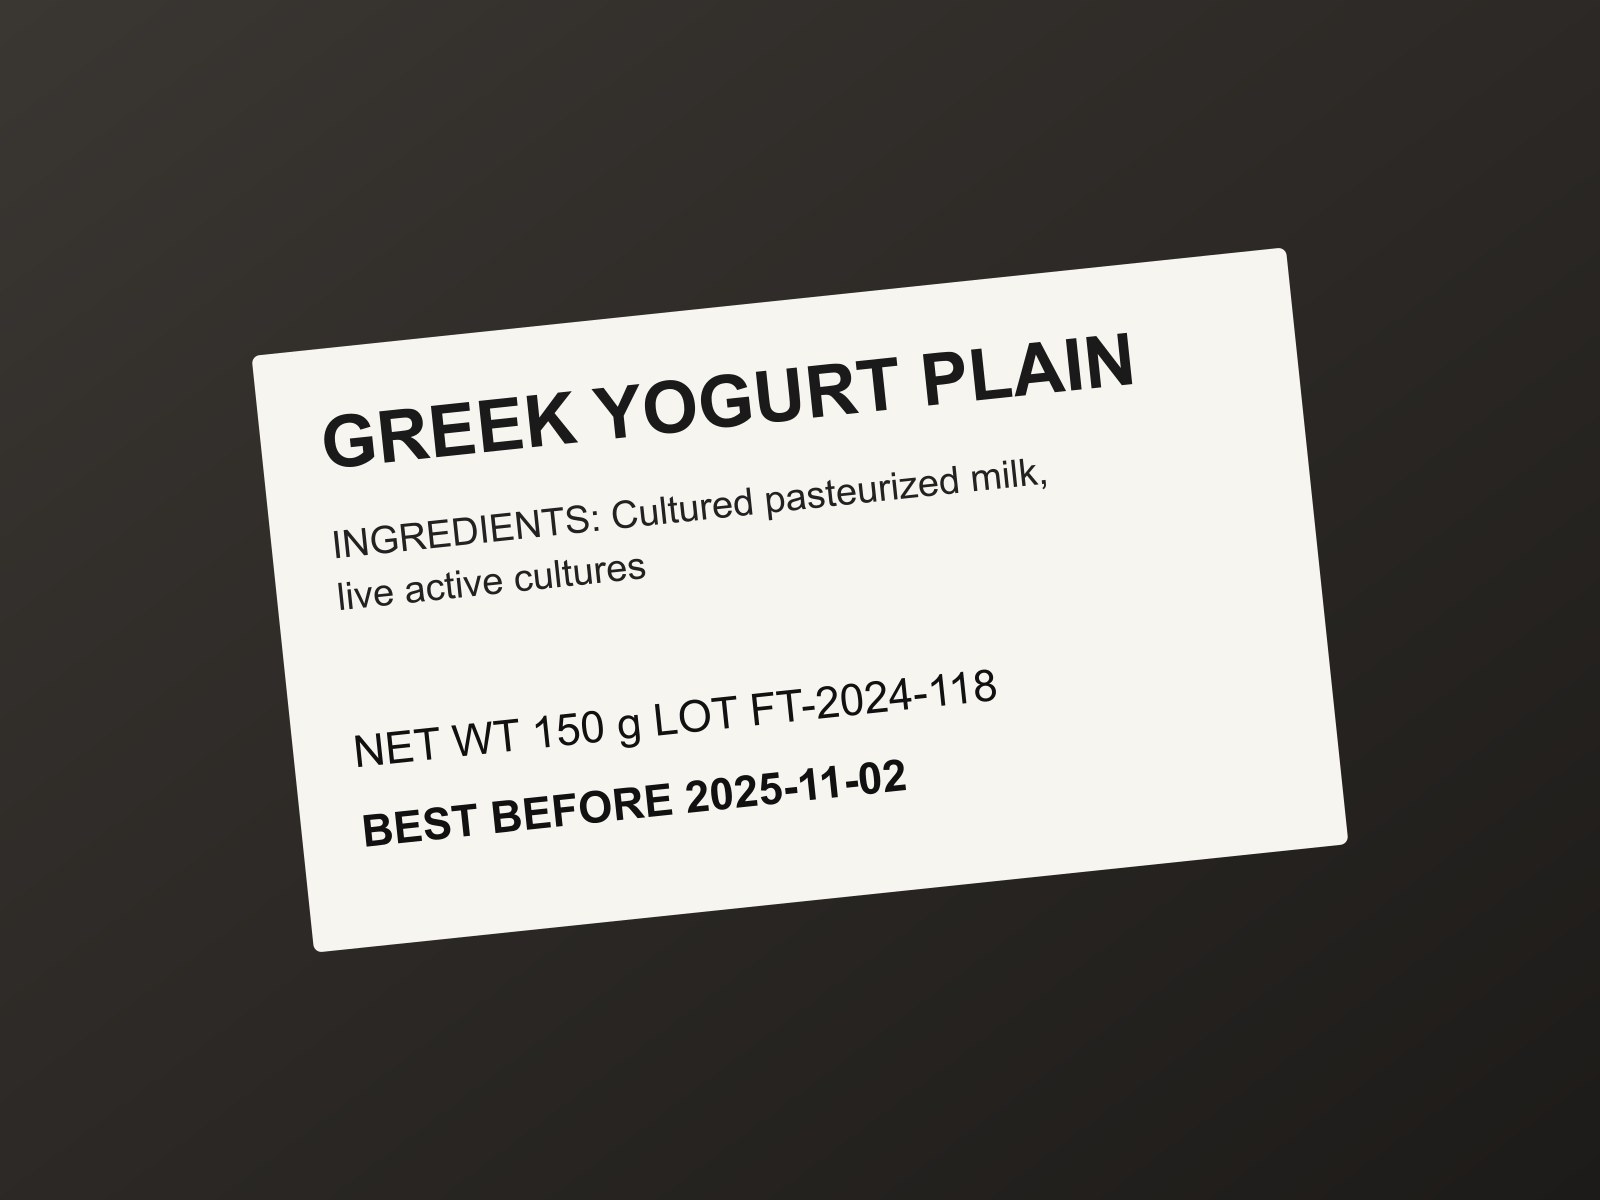 GREEK YOGURT PLAIN
INGREDIENTS: Cultured pasteurized milk,
live active cultures
NET WT 150 g LOT FT-2024-118
BEST BEFORE 2025-11-02